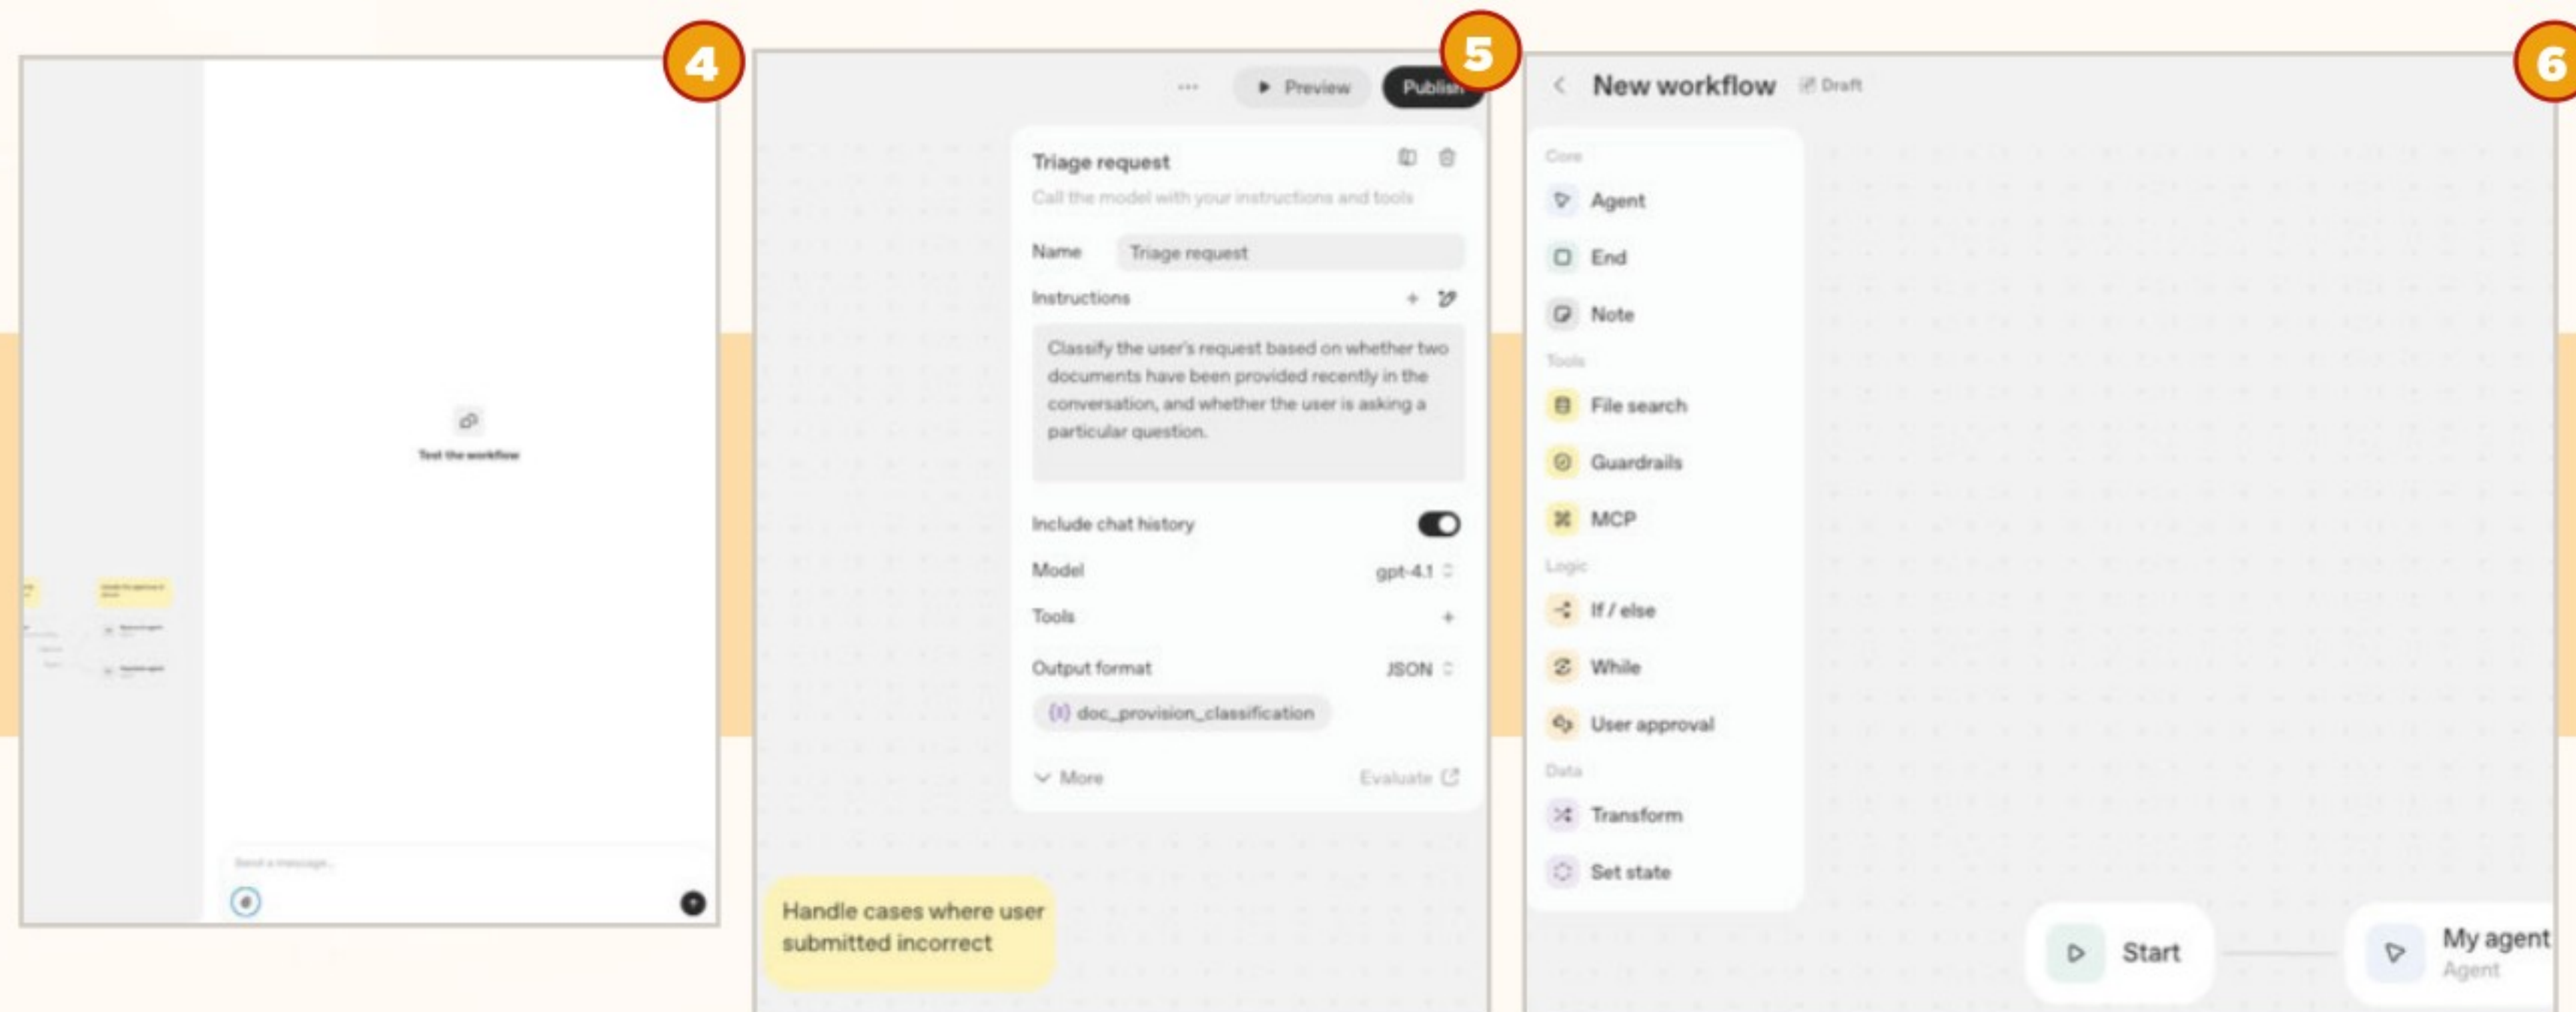 4
Test the workflow
Send a message...
5
Preview
Publish
Triage request
Call the model with your instructions and tools
Name Triage request
Instructions
Classify the user's request based on whether two
documents have been provided recently in the
conversation, and whether the user is asking a
particular question.
Include chat history
Model gpt-4.1
Tools
Output format JSON
doc_provision_classification
More Evaluate
Handle cases where user
submitted incorrect
6
New workflow Draft
Core
Agent
End
Note
Tools
File search
Guardrails
MCP
Logic
If / else
While
User approval
Data
Transform
Set state
Start
My agent
Agent